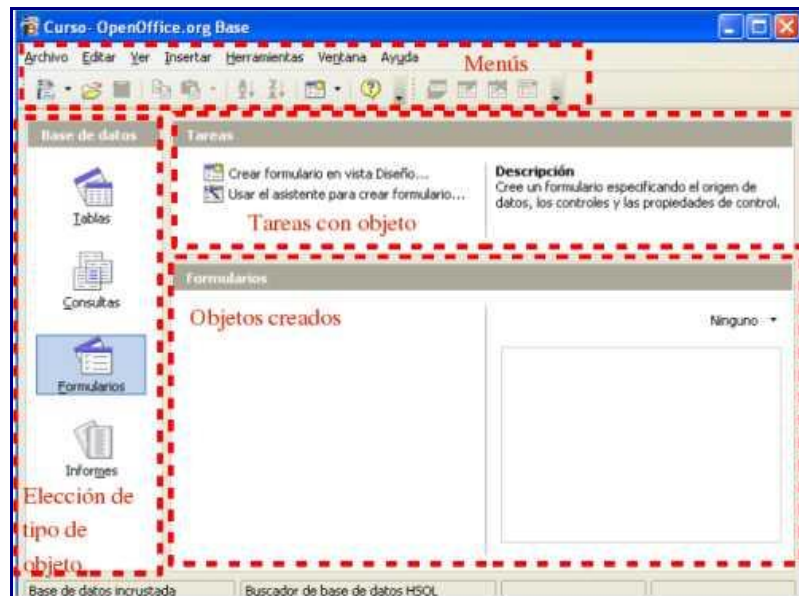 Curso- OpenOffice.org Base
Archivo Editar Ver Insertar Herramientas Ventana Ayuda
Menús
Base de datos
Tareas
Crear formulario en vista Diseño...
Usar el asistente para crear formulario...
Tareas con objeto
Descripción
Cree un formulario especificando el origen de
datos, los controles y las propiedades de control.
Tablas
Consultas
Formularios
Informes
Elección de
tipo de
objeto
Formularios
Objetos creados
Ninguno
Base de datos incrustada
Buscador de base de datos HSQL